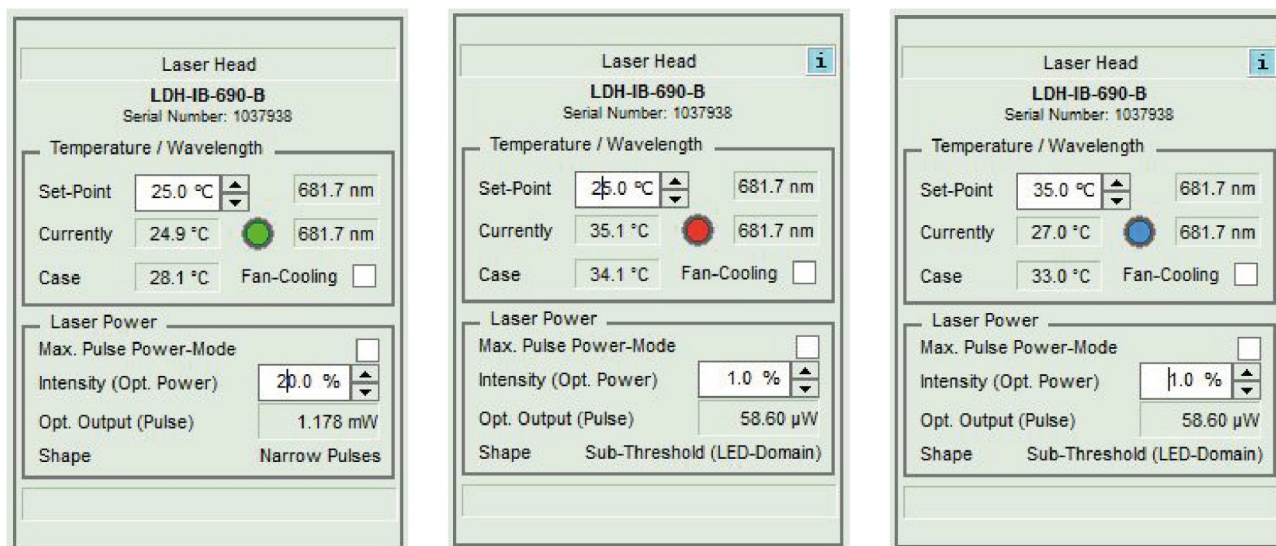 Laser Head
LDH-IB-690-B
Serial Number: 1037938
Temperature / Wavelength
Set-Point 25.0 °C 681.7 nm
Currently 24.9 °C 681.7 nm
Case 28.1 °C Fan-Cooling
Laser Power
Max. Pulse Power-Mode
Intensity (Opt. Power) 20.0 %
Opt. Output (Pulse) 1.178 mW
Shape Narrow Pulses
Laser Head i
LDH-IB-690-B
Serial Number: 1037938
Temperature / Wavelength
Set-Point 25.0 °C 681.7 nm
Currently 35.1 °C 681.7 nm
Case 34.1 °C Fan-Cooling
Laser Power
Max. Pulse Power-Mode
Intensity (Opt. Power) 1.0 %
Opt. Output (Pulse) 58.60 µW
Shape Sub-Threshold (LED-Domain)
Laser Head i
LDH-IB-690-B
Serial Number: 1037938
Temperature / Wavelength
Set-Point 35.0 °C 681.7 nm
Currently 27.0 °C 681.7 nm
Case 33.0 °C Fan-Cooling
Laser Power
Max. Pulse Power-Mode
Intensity (Opt. Power) 1.0 %
Opt. Output (Pulse) 58.60 µW
Shape Sub-Threshold (LED-Domain)